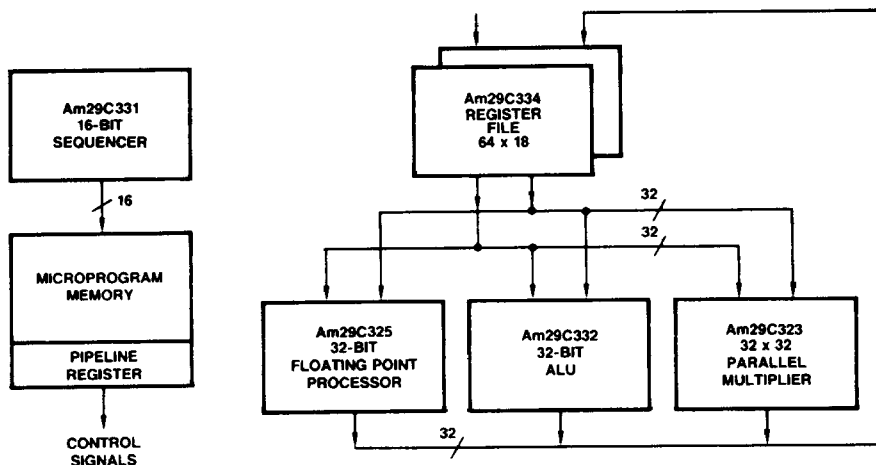 Am29C331
16-BIT
SEQUENCER
16
MICROPROGRAM
MEMORY
PIPELINE
REGISTER
CONTROL
SIGNALS
Am29C334
REGISTER
FILE
64 x 18
32
32
Am29C325
32-BIT
FLOATING POINT
PROCESSOR
Am29C332
32-BIT
ALU
Am29C323
32 x 32
PARALLEL
MULTIPLIER
32